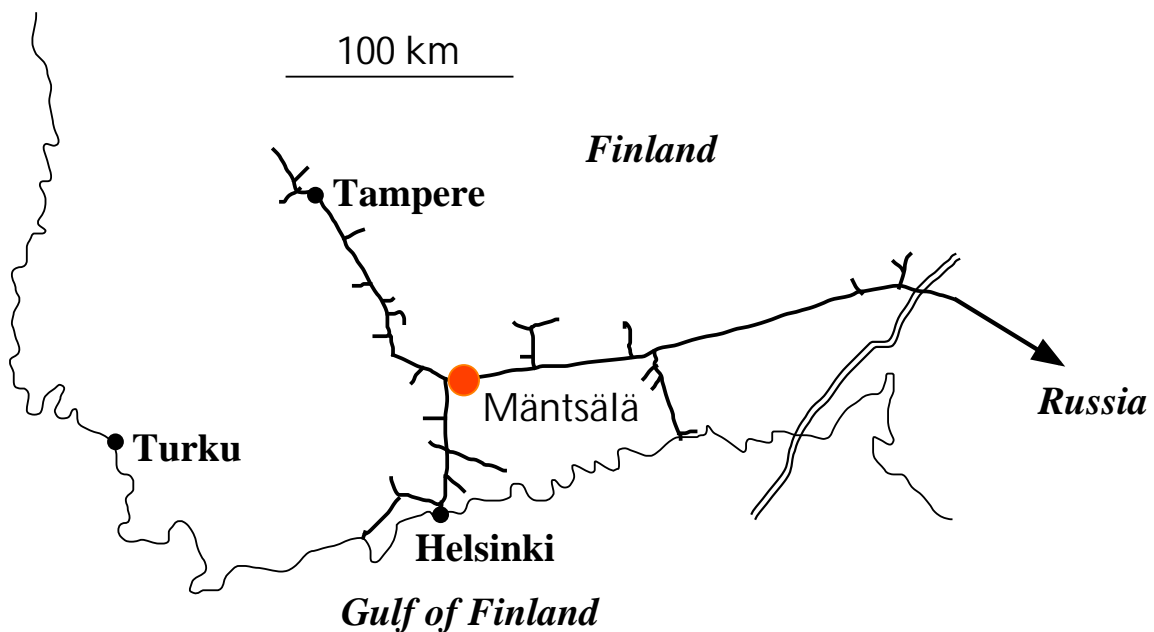 100 km
Finland
Tampere
Mäntsälä
Russia
Turku
Helsinki
Gulf of Finland